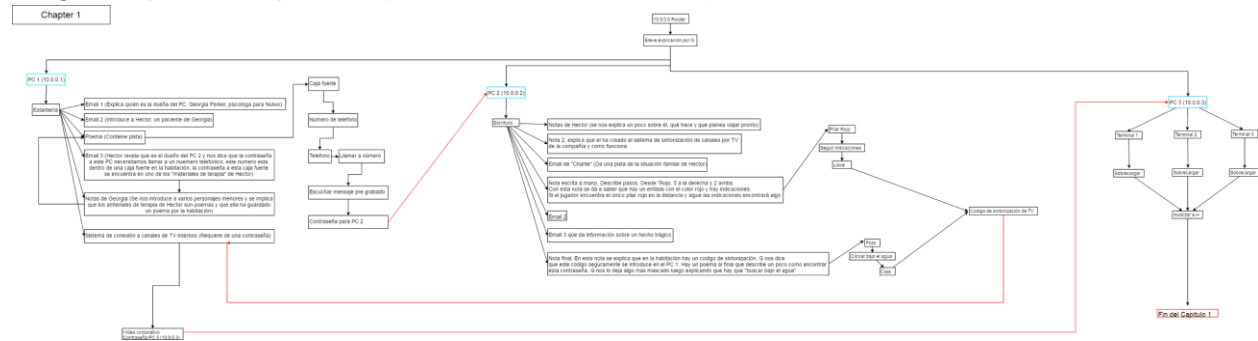 Chapter 1
10.0.0.0 Router
Breve explicación por G
PC 1 (10.0.0.1)
Estantería
Email 1 (Explica quien es la dueña del PC, Georgia Parker, psicologa para Nuivo)
Email 2 (Introduce a Hector, un paciente de Georgia)
Poema (Contiene pista)
Email 3 (Hector revela que es el dueño del PC 2 y nos dice que la contraseña
a este PC necesitamos llamar a un nuemero telefonico, este numero esta
dentro de una caja fuerte en la habitación, la contraseña a esta caja fuerte
se encuentra en uno de los "materiales de terapia" de Hector)
Notas de Georgia (Se nos introduce a varios personajes menores y se implica
que los amteriales de terapia de Hector son poemas y que ella ha guardado
un poema por la habitación)
Sistema de conexión a canales de TV internos (Requiere de una contraseña)
Video corporativo
Contraseña PC 3 (10.0.0.3)
Caja fuerte
Numero de telefono
Telefono
Llamar a número
Escuchar mensaje pre grabado
Contraseña para PC 2
PC 2 (10.0.0.2)
Escritorio
Notas de Hector (se nos explica un poco sobre él, qué hace y que planea viajar pronto)
Nota 2, explica que el ha creado el sistema de sintonización de canales por TV
de la compañía y como funciona
Email de "Charlie" (Da una pista de la situación familiar de Hector)
Nota escrita a mano. Describe pasos. Desde "Rojo, 5 a la derecha y 2 arriba.
Con esta nota se da a saber que hay un enfasis con el color rojo y hay indicaciones.
Si el jugador encuentra el único pilar rojo en la distancia y sigue las indicaciones encontrará algo
Email 2
Email 3 que da información sobre un hecho trágico
Nota final. En esta nota se explica que en la habitación hay un codigo de sintonización. G nos dice
que este codigo seguramente se introduce en el PC 1. Hay un poema al final que describe un poco como encontrar
esta contraseña. G nos lo deja algo mas mascado luego explicando que hay que "buscar bajo el agua".
Pilar Rojo
Seguir indicaciones
Llave
Pozo
Clickar bajo el agua
Caja
Codigo de sintonización de TV
PC 3 (10.0.0.3)
Terminal 1
Terminal 2
Terminal 3
Sobrecargar
Sobrecargar
Sobrecargar
Inutilizar a
Fin del Capítulo 1